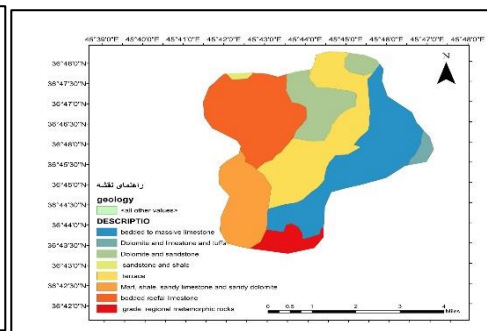 45°39'0"E 45°40'0"E 45°41'0"E 45°42'0"E 45°43'0"E 45°44'0"E 45°45'0"E 45°46'0"E 45°47'0"E 45°48'0"E
N
36°48'0"N
36°47'30"N
36°47'0"N
36°46'30"N
36°46'0"N
36°45'30"N
36°45'0"N
36°44'30"N
36°44'0"N
36°43'30"N
36°43'0"N
36°42'30"N
36°42'0"N
راهنمای نقشه
geology
<all other values>
DESCRIPTIO
bedded to massive limestone
Dolomite and limestone and tuffa
Dolomite and sandstone
sandstone and shale
terrace
Marl, shale, sandy limestone and sandy dolomite
bedded reefal limestone
grade, regional metamorphic rocks
0 0.5 1 2 3 4
Miles